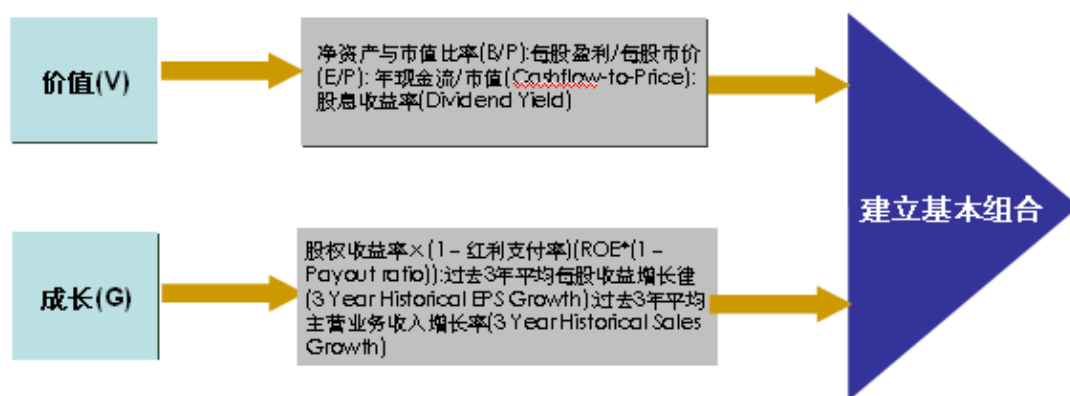 价值(V)
净资产与市值比率(B/P):每股盈利/每股市价
(E/P): 年现金流/市值(Cashflow-to-Price):
股息收益率(Dividend Yield)
建立基本组合
成长(G)
股权收益率×(1－红利支付率)(ROE*(1－
Payout ratio)):过去3年平均每股收益增长律
(3 Year Historical EPS Growth):过去3年平均
主营业务收入增长率(3 Year Historical Sales
Growth)